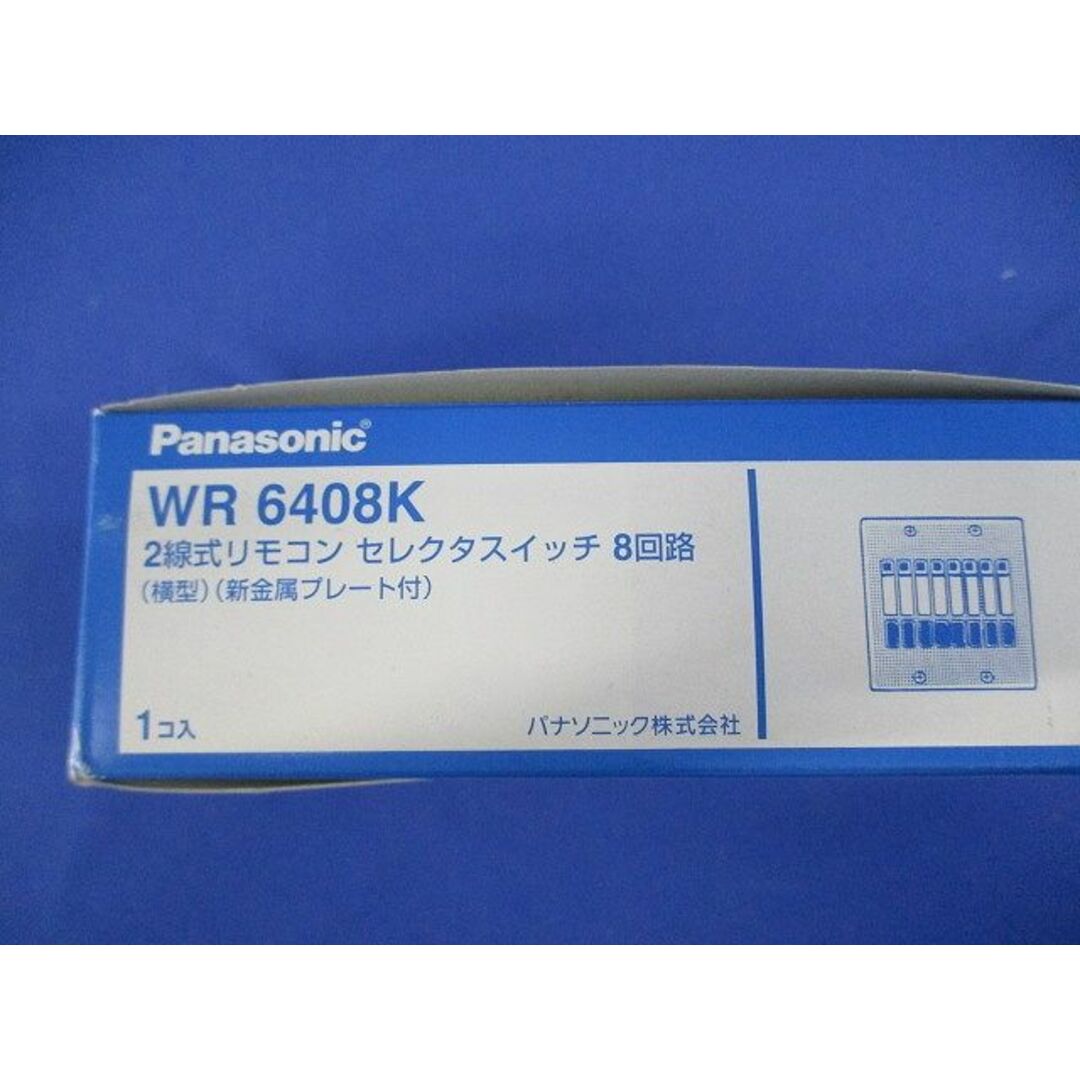 Panasonic®
WR 6408K
2線式リモコン セレクタスイッチ 8回路
(横型)(新金属プレート付)
1コ入
パナソニック株式会社